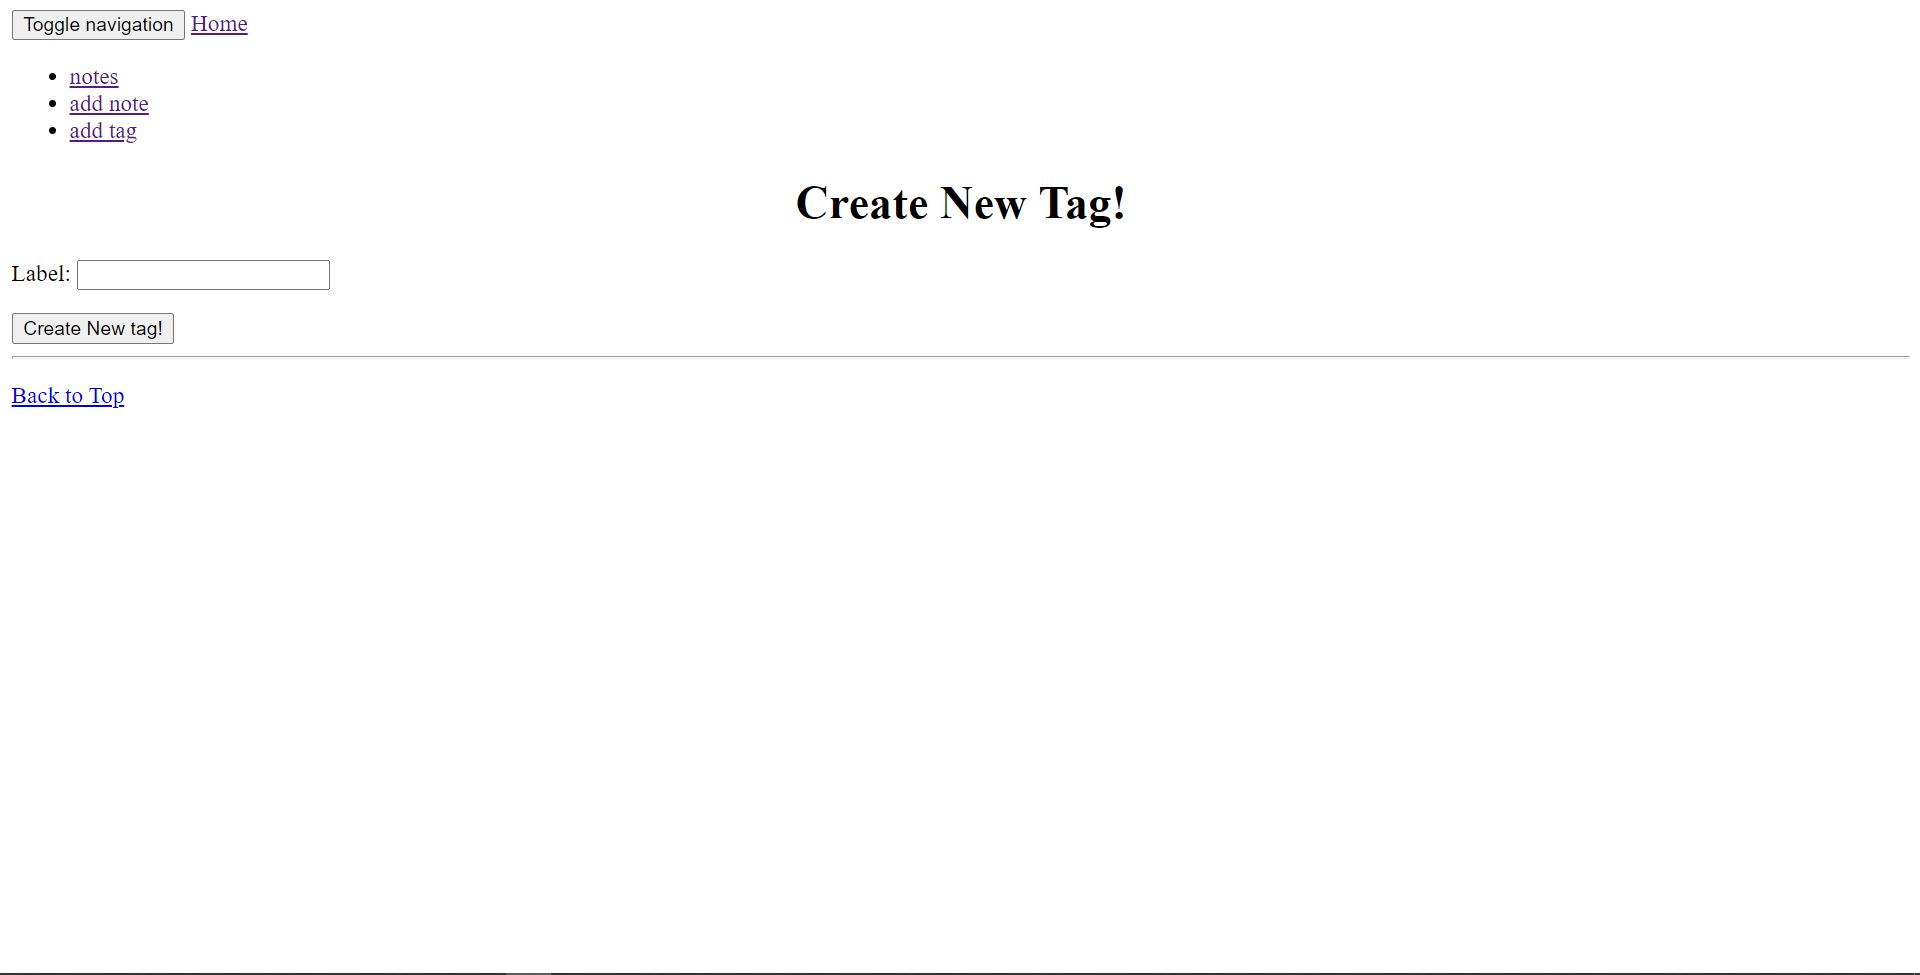 Toggle navigation Home
notes
add note
add tag
Create New Tag!
Label:
Create New tag!
Back to Top